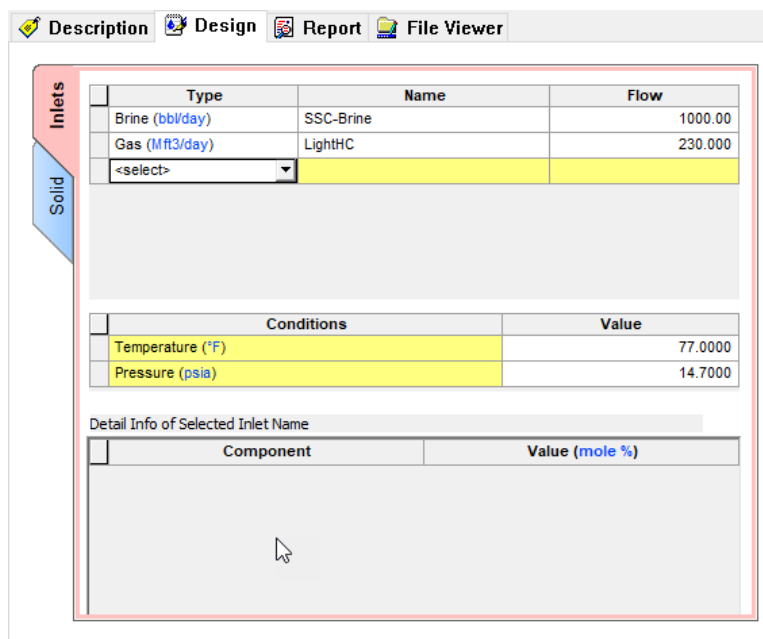 Description Design Report File Viewer
Inlets
Solid
Type Name Flow
Brine (bbl/day) SSC-Brine 1000.00
Gas (Mft3/day) LightHC 230.000
<select>
Conditions Value
Temperature (°F) 77.0000
Pressure (psia) 14.7000
Detail Info of Selected Inlet Name
Component Value (mole %)